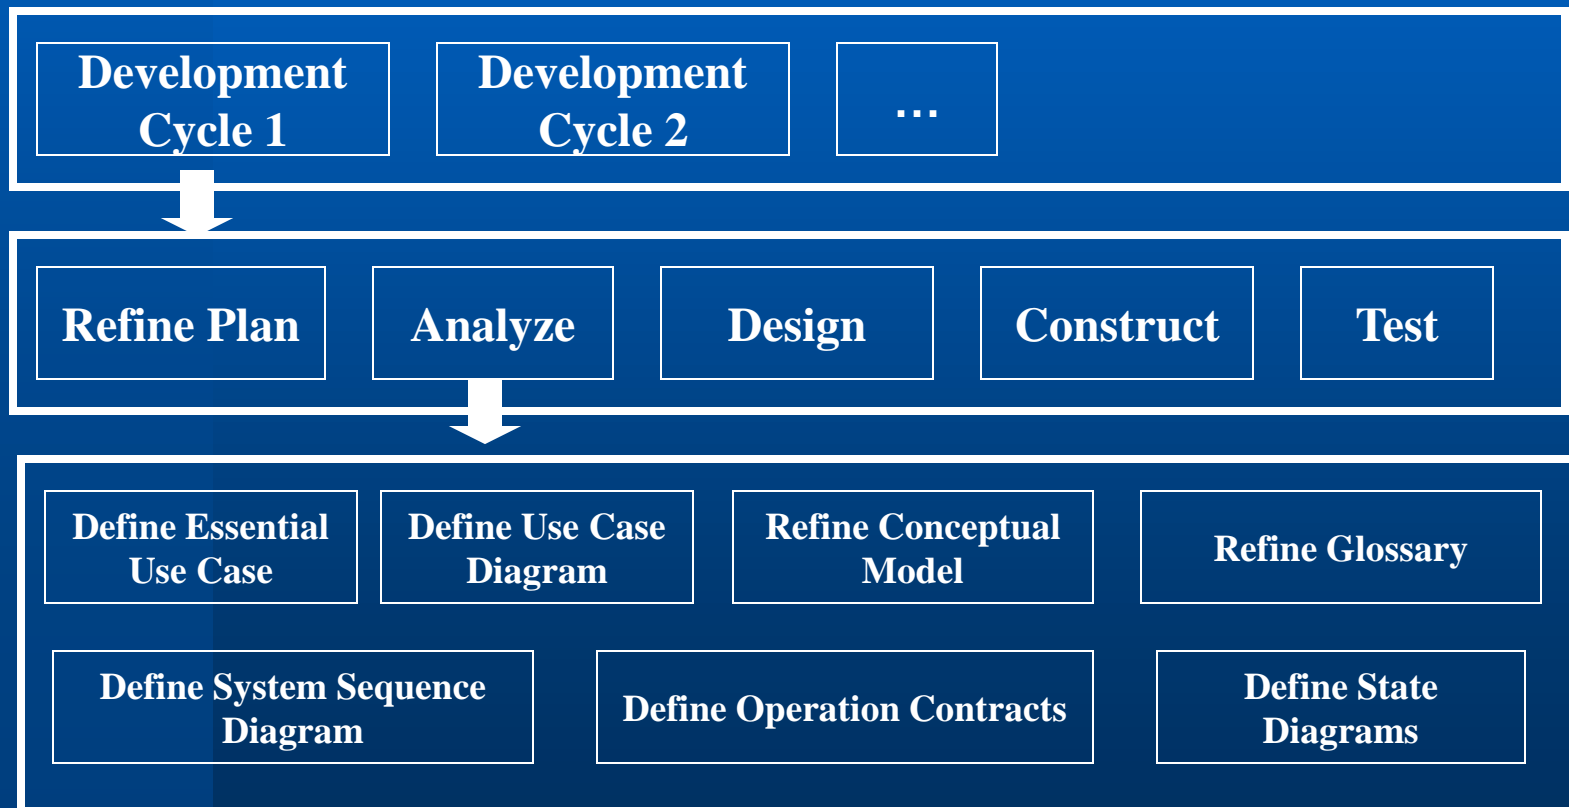 Development
Cycle 1
Development
Cycle 2
...
Refine Plan
Analyze
Design
Construct
Test
Define Essential
Use Case
Define Use Case
Diagram
Refine Conceptual
Model
Refine Glossary
Define System Sequence
Diagram
Define Operation Contracts
Define State
Diagrams